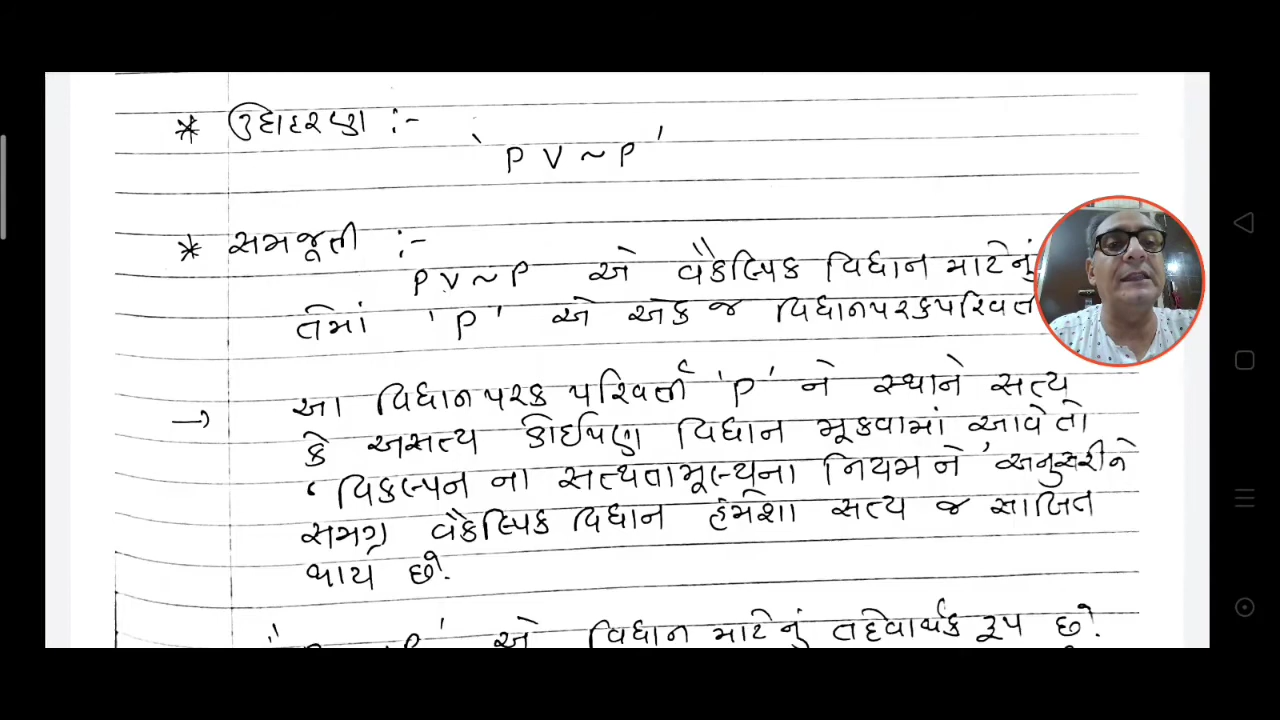 * ઉદાહરણ :-
' P V ~ P '
* સમજૂતી :-
P V ~ P એ વૈકલ્પિક વિધાન માટેનું
તેમાં ' P ' એ એક જ વિધાનપરકપરિવર્ત
→ આ વિધાનપરક પરિવર્તી ' P ' ને સ્થાને સત્ય
કે અસત્ય કોઈપણ વિધાન મૂકવામાં આવે તો
' વિકલ્પન ના સત્યતામૂલ્યના નિયમ ને ' અનુસરીને
સમગ્ર વૈકલ્પિક વિધાન હંમેશા સત્ય જ સાબિત
થાય છે.
એ વિધાન માટેનું તદેવાર્થક રૂપ છે.